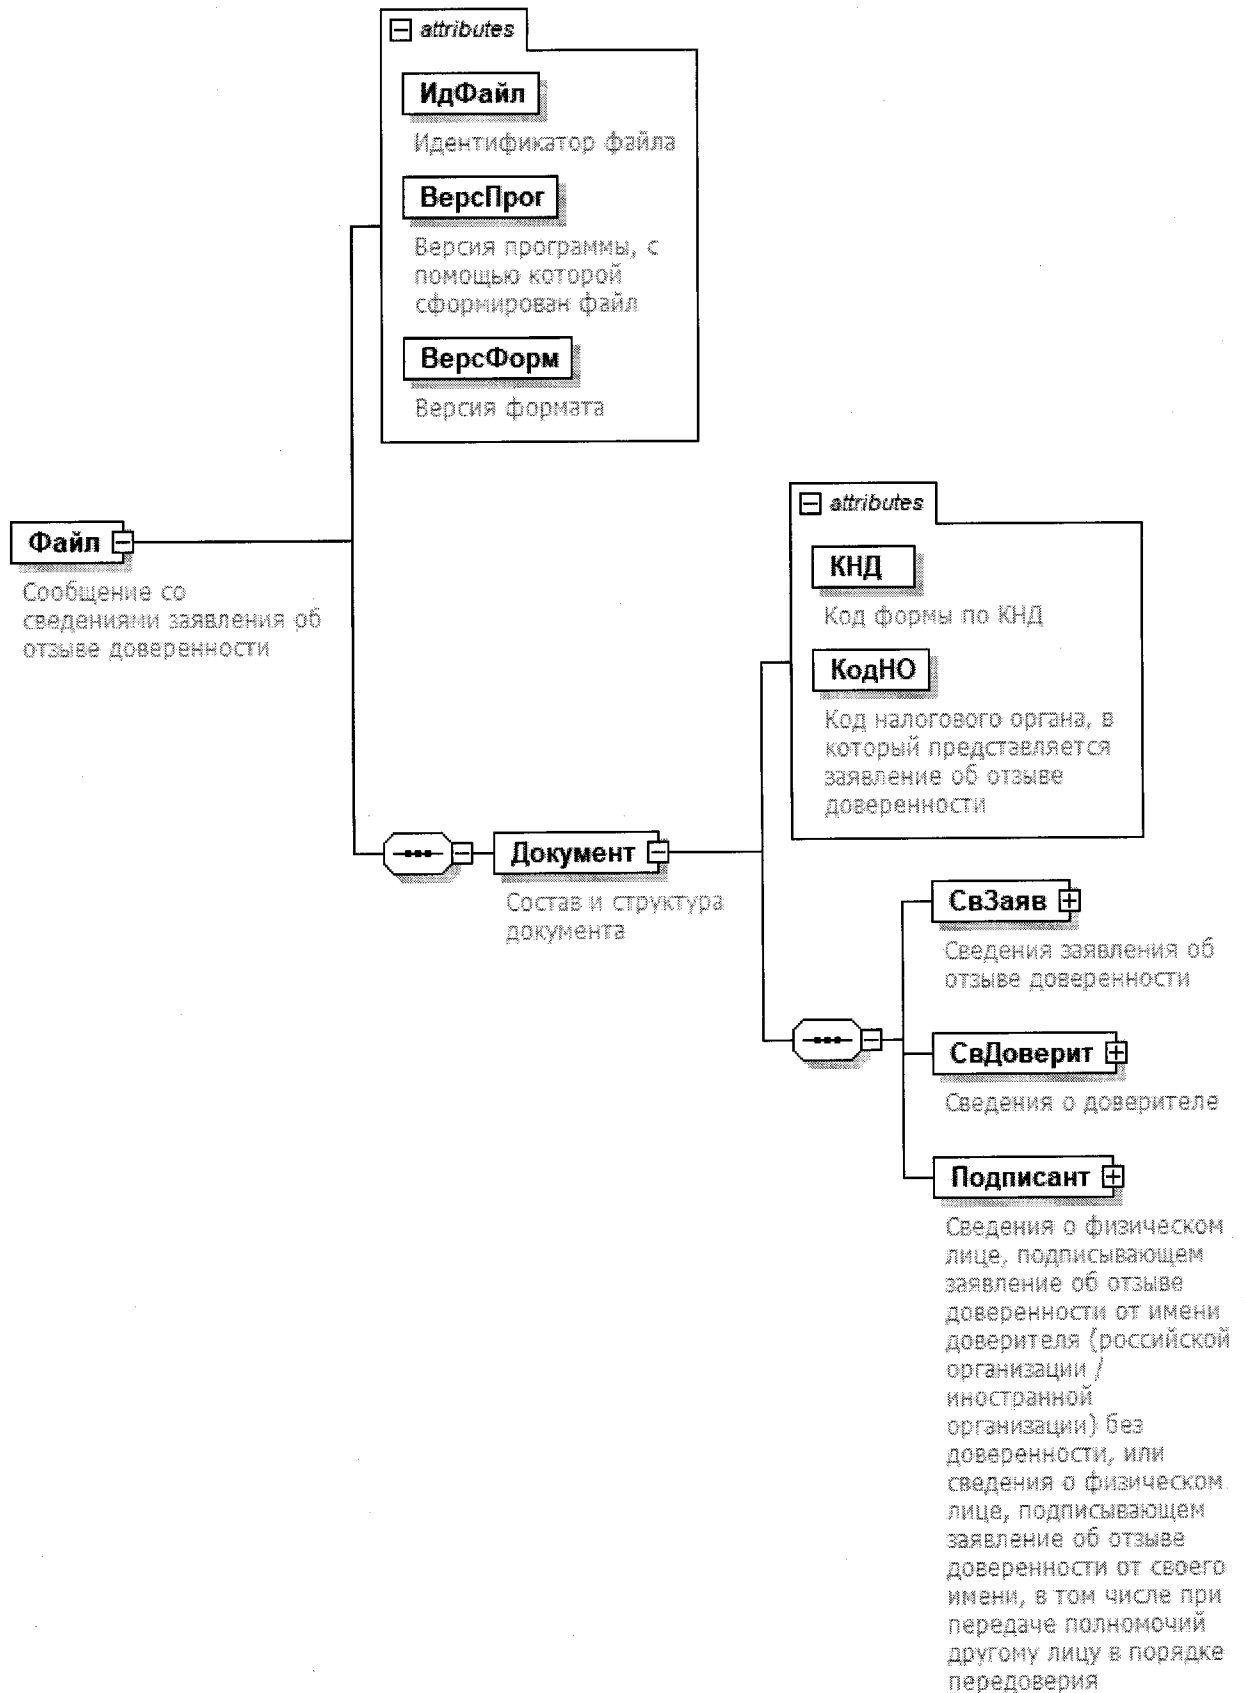 attributes
ИдФайл
Идентификатор файла
ВерсПрог
Версия программы, с
помощью которой
сформирован файл
ВерсФорм
Версия формата
Файл
Сообщение со
сведениями заявления об
отзыве доверенности
attributes
КНД
Код формы по КНД
КодНО
Код налогового органа, в
который представляется
заявление об отзыве
доверенности
Документ
Состав и структура
документа
СвЗаяв
Сведения заявления об
отзыве доверенности
СвДоверит
Сведения о доверителе
Подписант
Сведения о физическом
лице, подписывающем
заявление об отзыве
доверенности от имени
доверителя (российской
организации /
иностранной
организации) без
доверенности, или
сведения о физическом
лице, подписывающем
заявление об отзыве
доверенности от своего
имени, в том числе при
передаче полномочий
другому лицу в порядке
передоверия